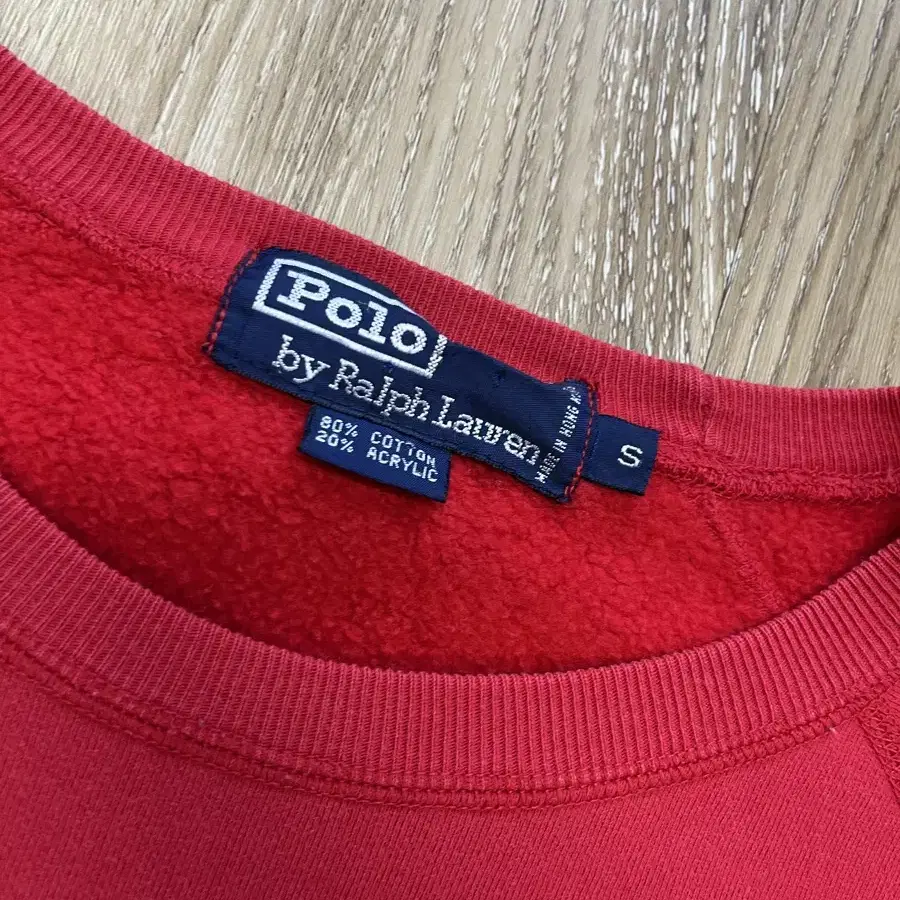 Polo
by Ralph Lauren
MADE IN HONG KONG
S
80% COTTON
20% ACRYLIC